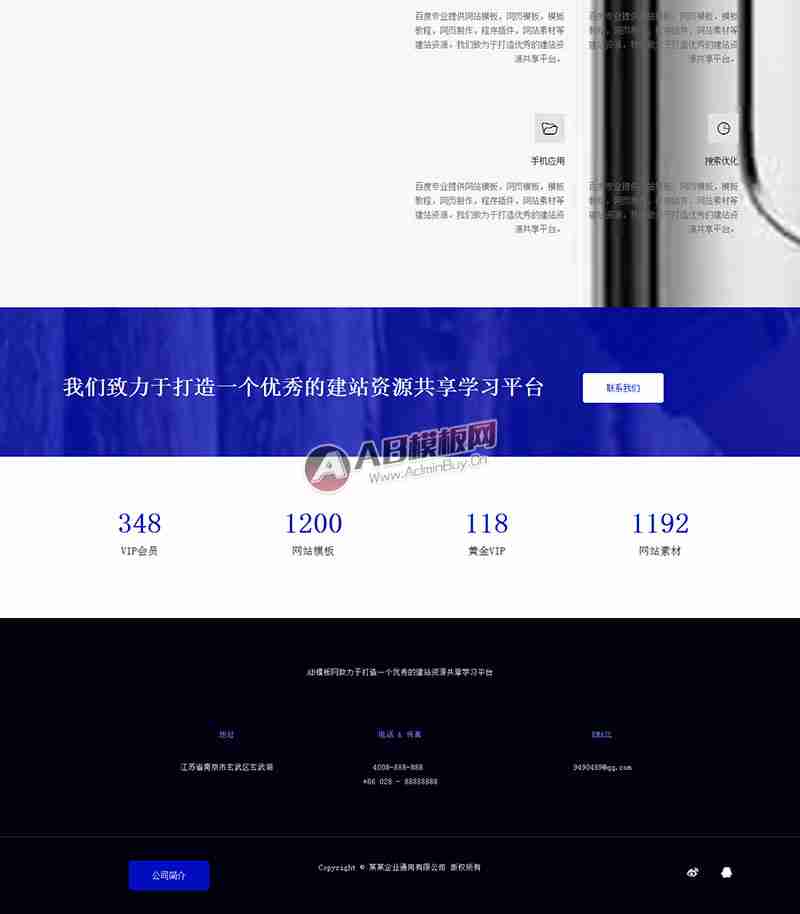 百度专业提供网站模板，网页模板，模板
教程，网页制作，程序插件，网站素材等
建站资源，我们致力于打造优秀的建站资
源共享平台。
百度专业提供网站模板，网页模板，模板
教程，网页制作，程序插件，网站素材等
建站资源，我们致力于打造优秀的建站资
源共享平台。
手机应用
搜索优化
百度专业提供网站模板，网页模板，模板
教程，网页制作，程序插件，网站素材等
建站资源，我们致力于打造优秀的建站资
源共享平台。
百度专业提供网站模板，网页模板，模板
教程，网页制作，程序插件，网站素材等
建站资源，我们致力于打造优秀的建站资
源共享平台。
我们致力于打造一个优秀的建站资源共享学习平台
联系我们
AB模板网
Www.AdminBuy.Cn
348
1200
118
1192
VIP会员
网站模板
黄金VIP
网站素材
AB模板网致力于打造一个优秀的建站资源共享学习平台
地址
电话 & 传真
EMAIL
江苏省南京市玄武区玄武湖
4008-888-888
+86 028 - 88888888
9490489@qq.com
Copyright © 某某企业通用有限公司 版权所有
公司简介